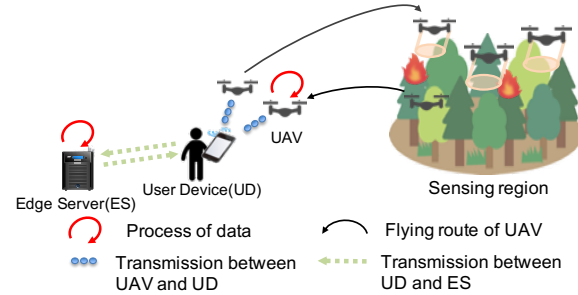 UAV
User Device(UD)
Edge Server(ES)
Sensing region
Process of data
Flying route of UAV
Transmission between
UAV and UD
Transmission between
UD and ES